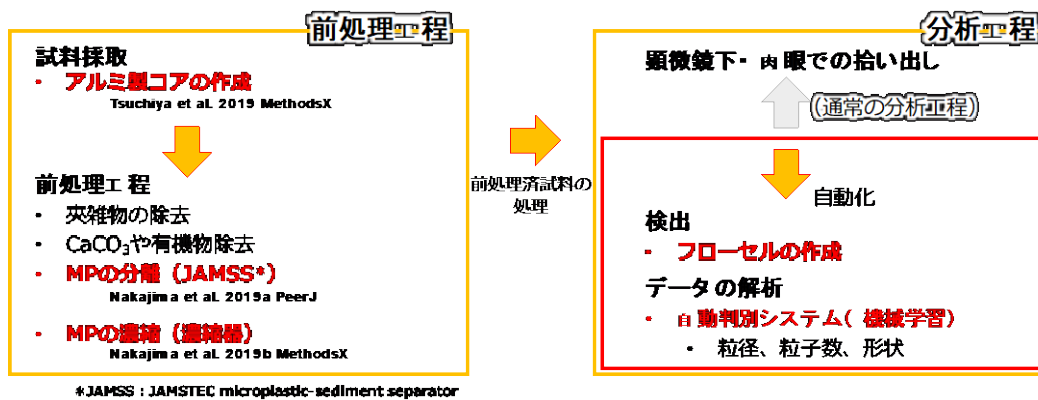 前処理工程
試料採取
・ アルミ製コアの作成
Tsuchiya et al. 2019 MethodsX
前処理工程
・ 夾雑物の除去
・ CaCO₃や有機物除去
・ MPの分離（JAMSS*）
Nakajima et al. 2019a PeerJ
・ MPの濃縮（濃縮器）
Nakajima et al. 2019b MethodsX
*JAMSS : JAMSTEC microplastic-sediment separator
前処理済試料の
処理
分析工程
顕微鏡下・肉眼での拾い出し
（通常の分析工程）
自動化
検出
・ フローセルの作成
データの解析
・ 自動判別システム（機械学習）
・ 粒径、粒子数、形状